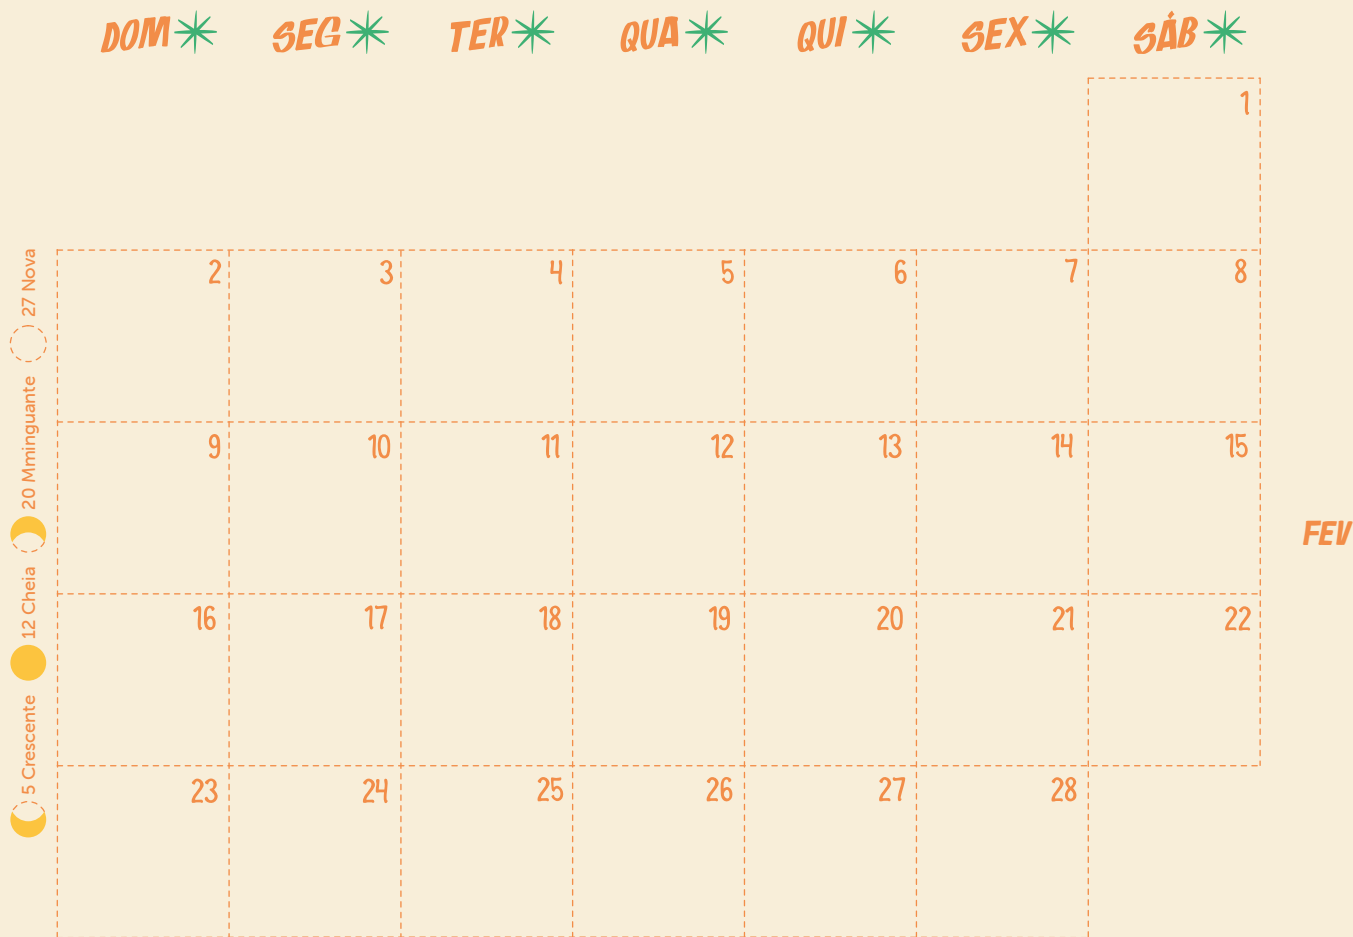 DOM SEG TER QUA QUI SEX SÁB
1
2 3 4 5 6 7 8
9 10 11 12 13 14 15
16 17 18 19 20 21 22
23 24 25 26 27 28
5 Crescente 12 Cheia 20 Mminguante 27 Nova
FEV